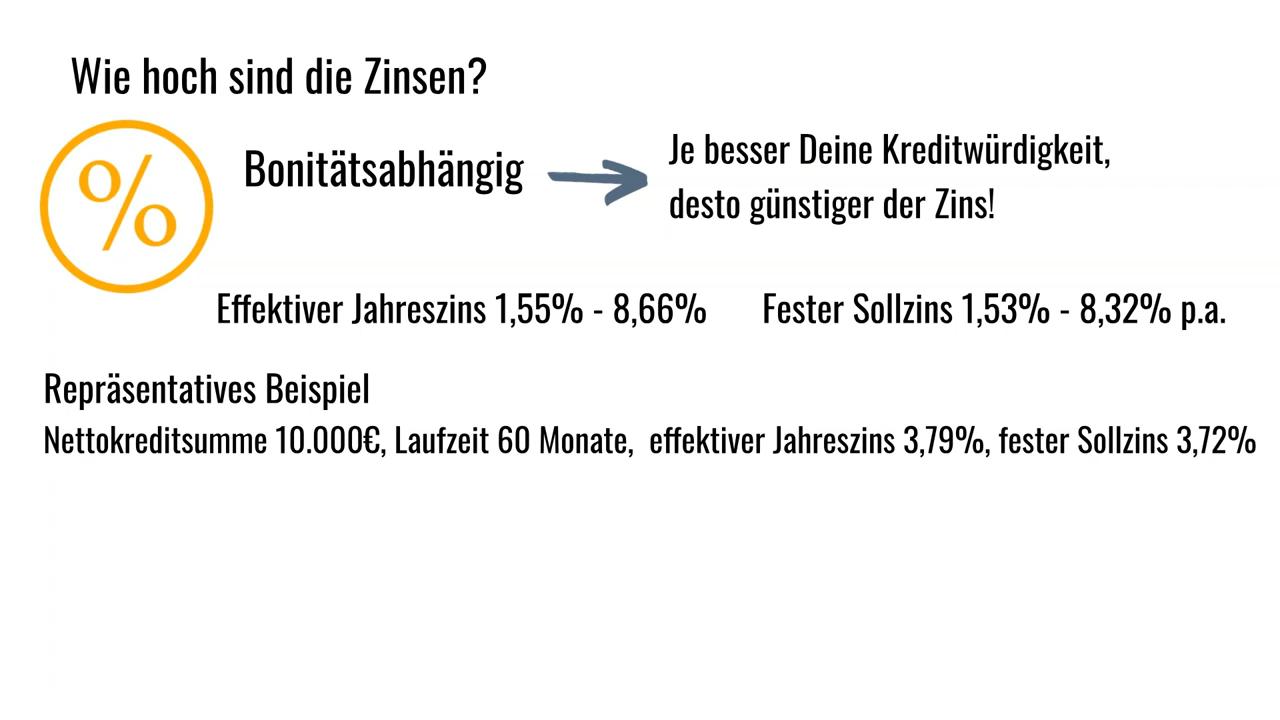 Wie hoch sind die Zinsen?
%
Bonitätsabhängig
Je besser Deine Kreditwürdigkeit,
desto günstiger der Zins!
Effektiver Jahreszins 1,55% - 8,66%
Fester Sollzins 1,53% - 8,32% p.a.
Repräsentatives Beispiel
Nettokreditsumme 10.000€, Laufzeit 60 Monate, effektiver Jahreszins 3,79%, fester Sollzins 3,72%